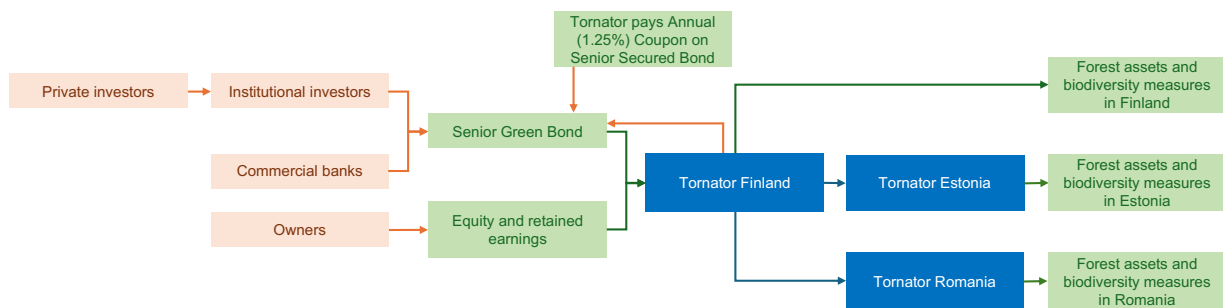 Tornator pays Annual
(1.25%) Coupon on
Senior Secured Bond
Private investors
Institutional investors
Commercial banks
Owners
Senior Green Bond
Equity and retained
earnings
Tornator Finland
Tornator Estonia
Tornator Romania
Forest assets and
biodiversity measures
in Finland
Forest assets and
biodiversity measures
in Estonia
Forest assets and
biodiversity measures
in Romania